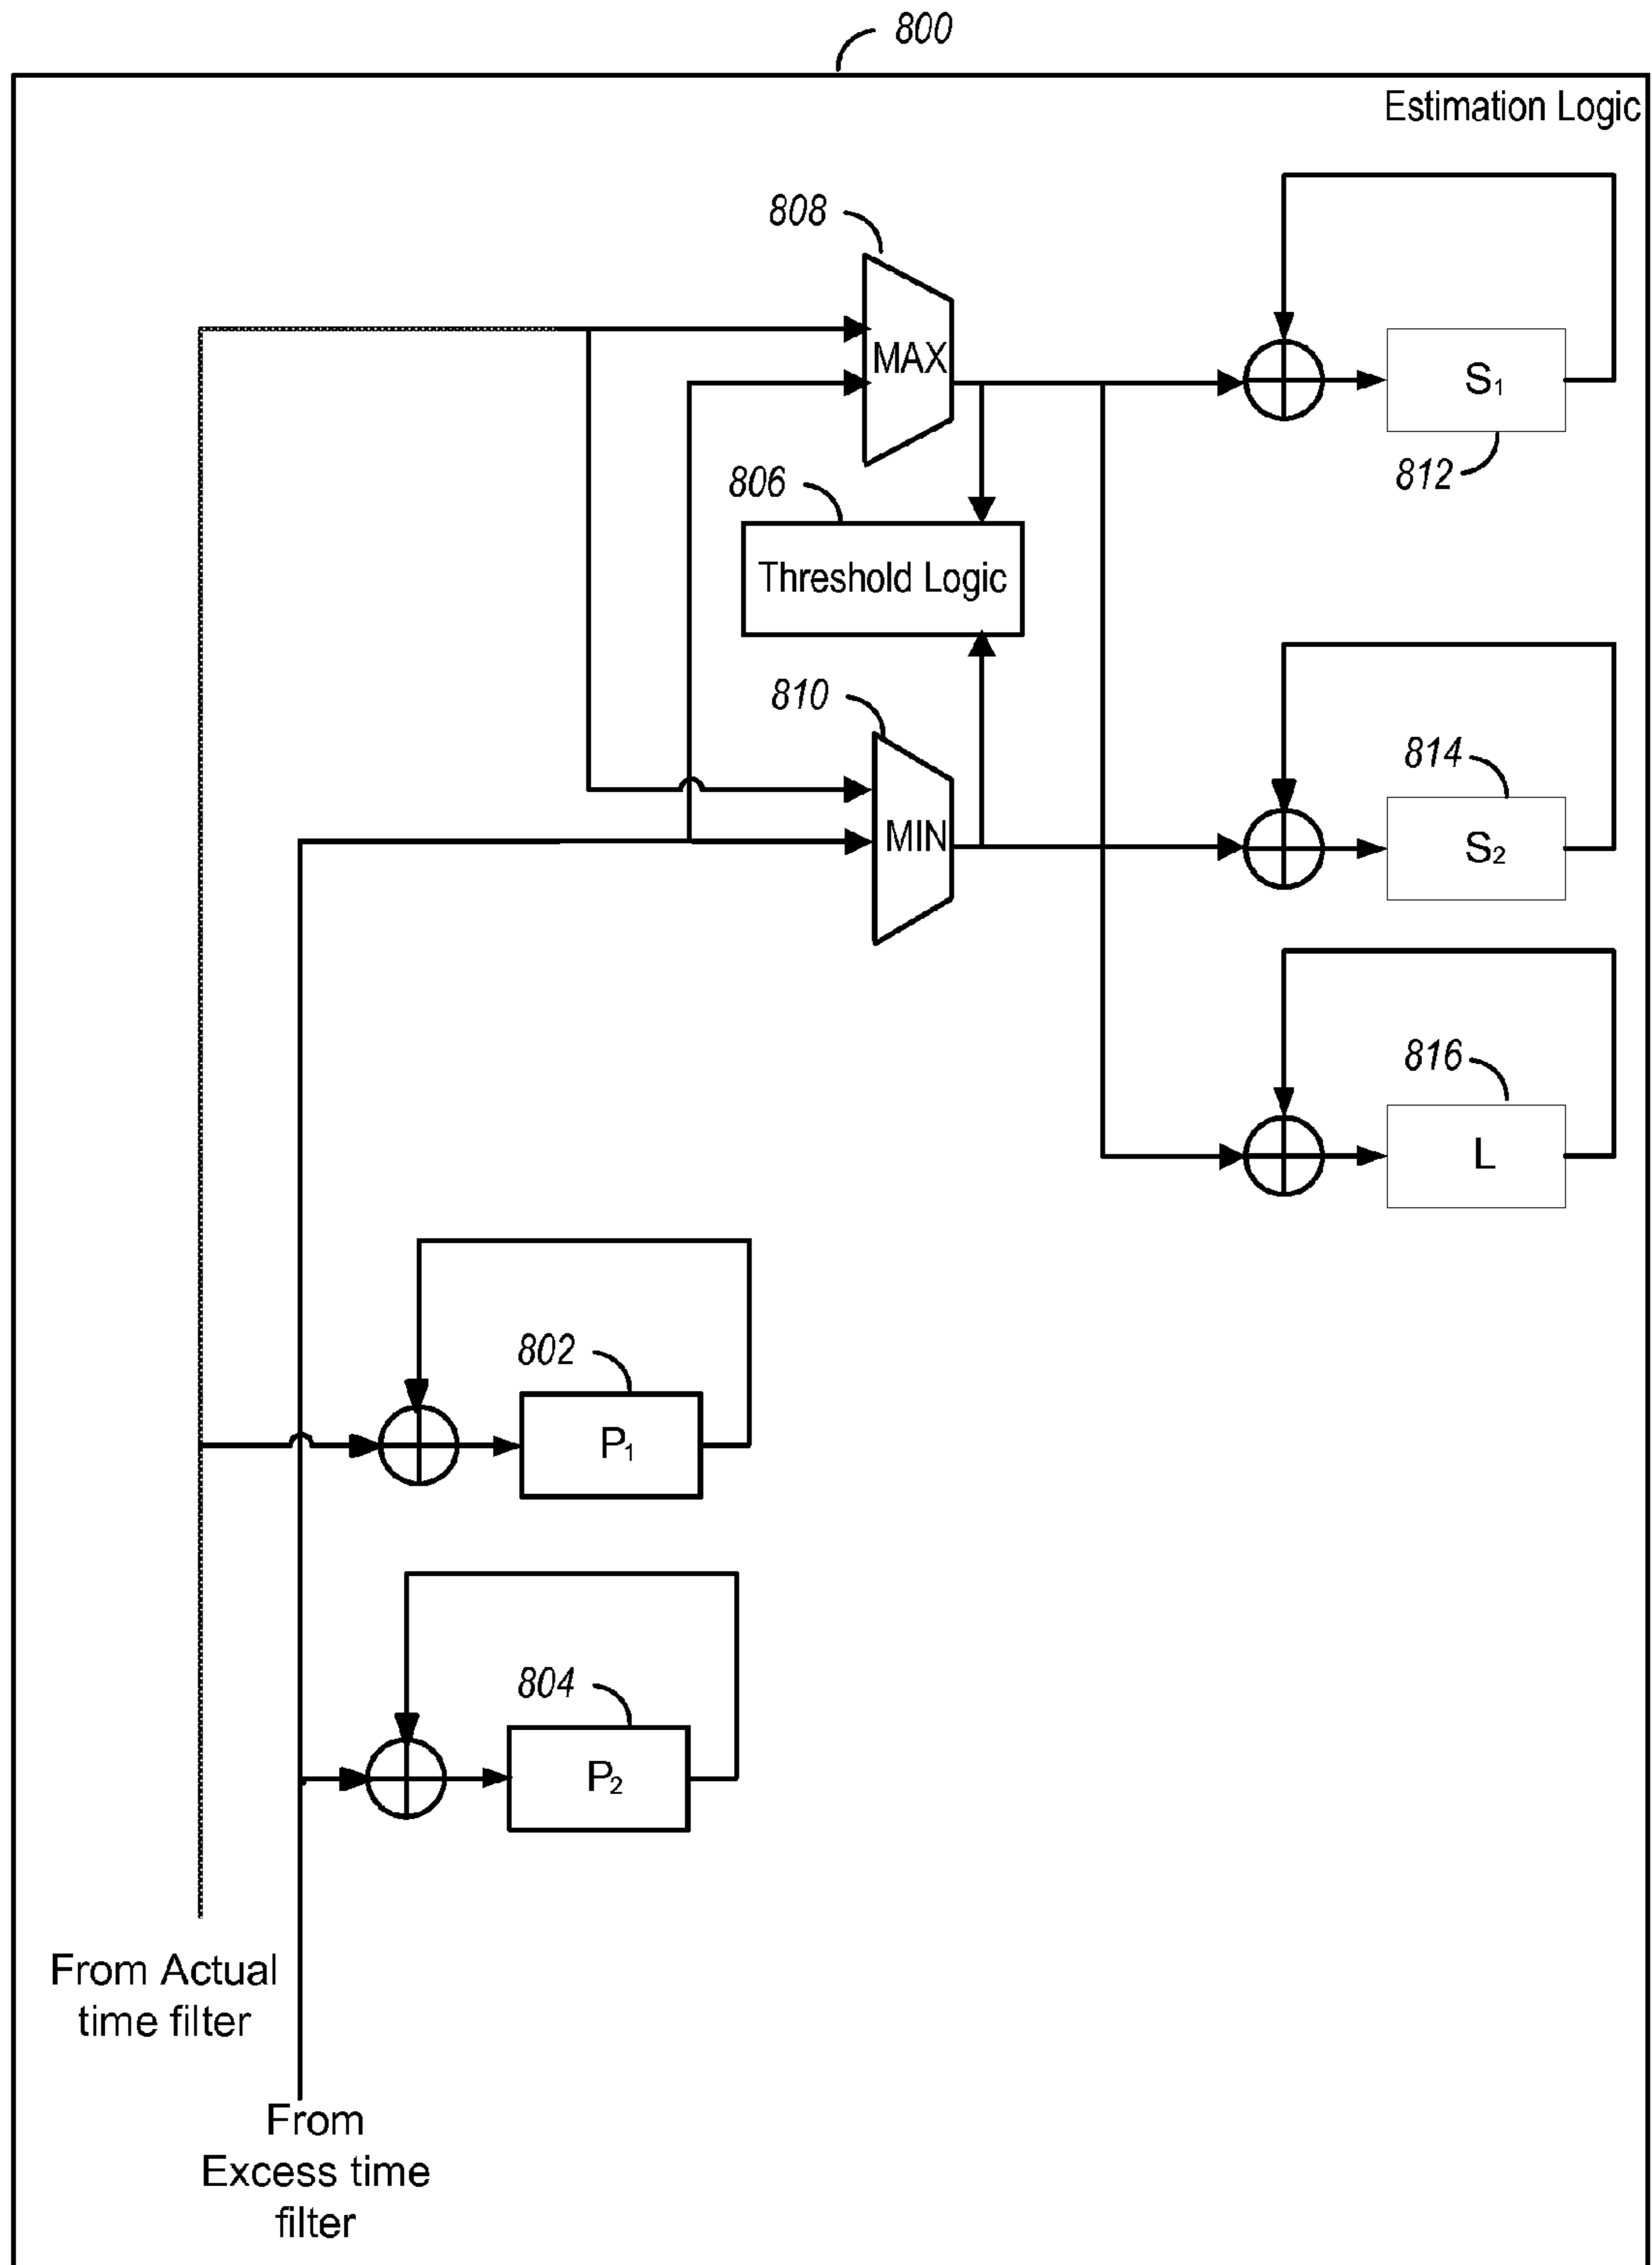 800
Estimation Logic
808
MAX
S₁
812
806
Threshold Logic
810
MIN
814
S₂
816
L
802
P₁
804
P₂
From Actual
time filter
From
Excess time
filter